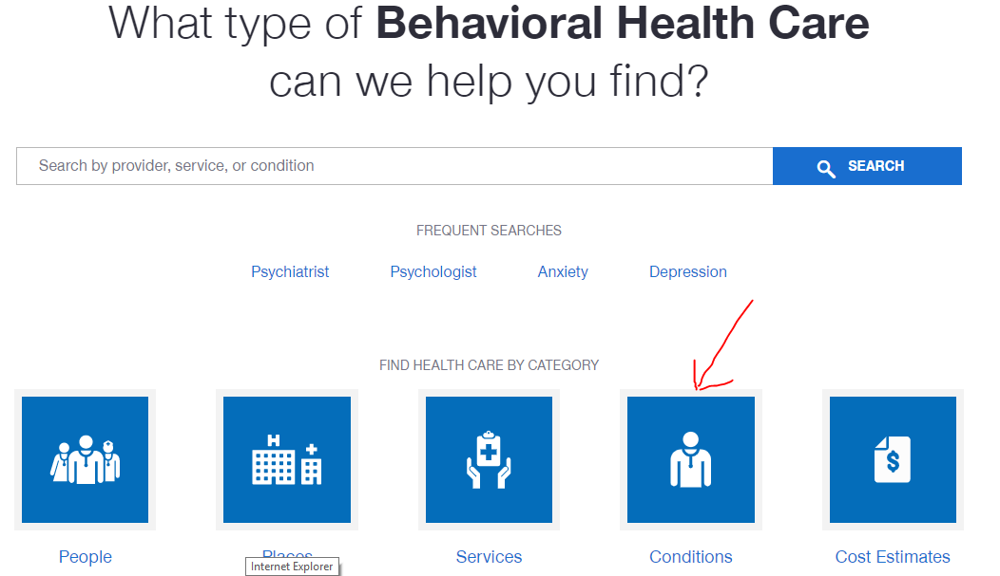 What type of Behavioral Health Care
can we help you find?
Search by provider, service, or condition
SEARCH
FREQUENT SEARCHES
Psychiatrist
Psychologist
Anxiety
Depression
FIND HEALTH CARE BY CATEGORY
H
$
People
Places
Services
Conditions
Cost Estimates
Internet Explorer